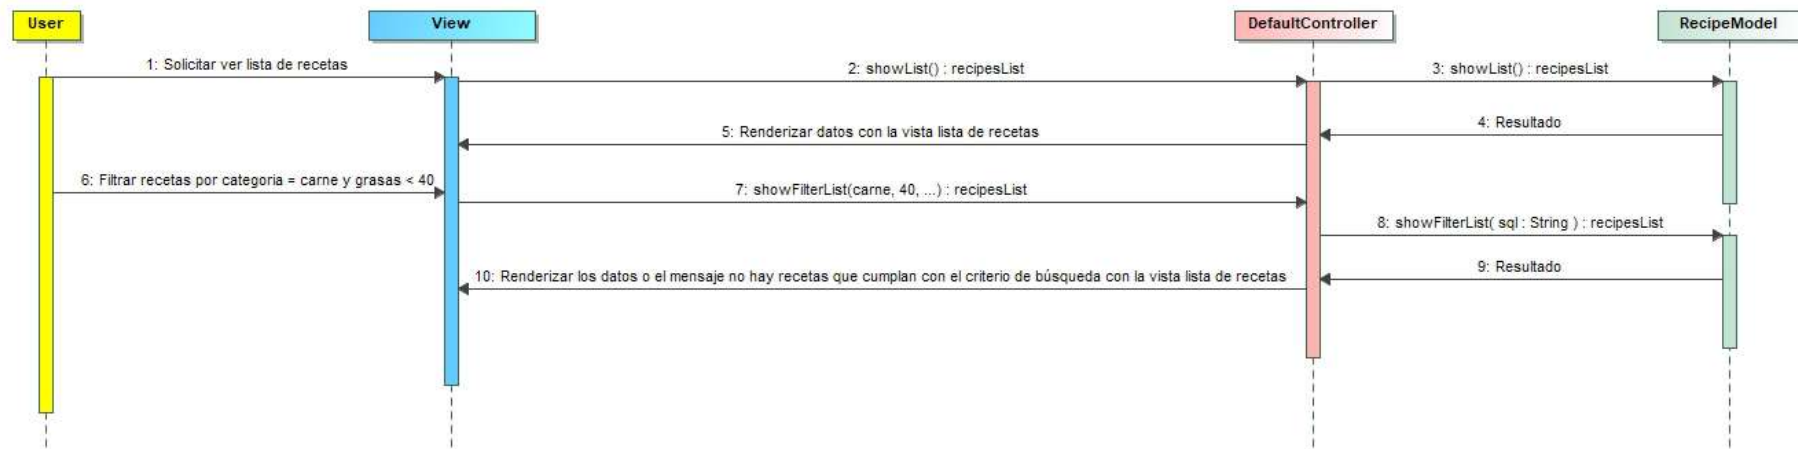 User
View
DefaultController
RecipeModel
1: Solicitar ver lista de recetas
2: showList() : recipesList
3: showList() : recipesList
4: Resultado
5: Renderizar datos con la vista lista de recetas
6: Filtrar recetas por categoria = carne y grasas < 40
7: showFilterList(carne, 40, ...) : recipesList
8: showFilterList( sql : String ) : recipesList
9: Resultado
10: Renderizar los datos o el mensaje no hay recetas que cumplan con el criterio de búsqueda con la vista lista de recetas